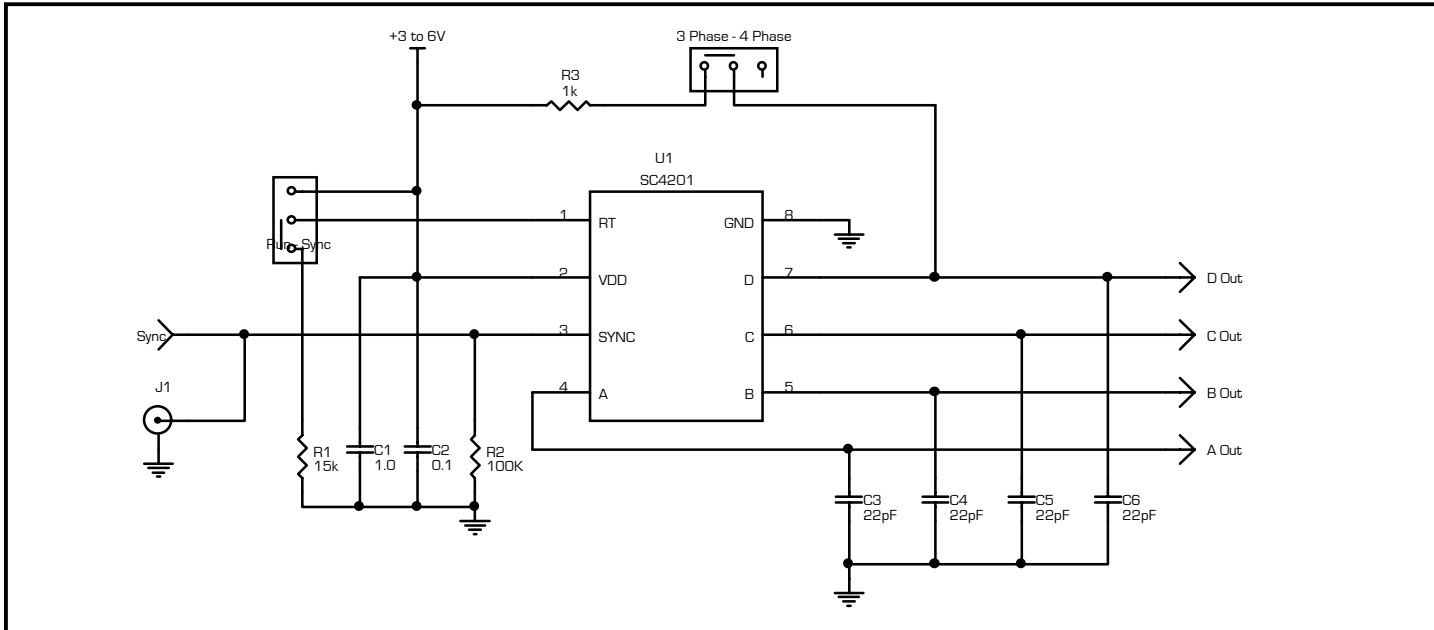 +3 to 6V
3 Phase - 4 Phase
R3
1k
U1
SC4201
Run - Sync
1
RT
GND
8
2
VDD
D
7
D Out
Sync
3
SYNC
C
6
C Out
J1
4
A
B
5
B Out
A Out
R1
15k
C1
1.0
C2
0.1
R2
100K
C3
22pF
C4
22pF
C5
22pF
C6
22pF